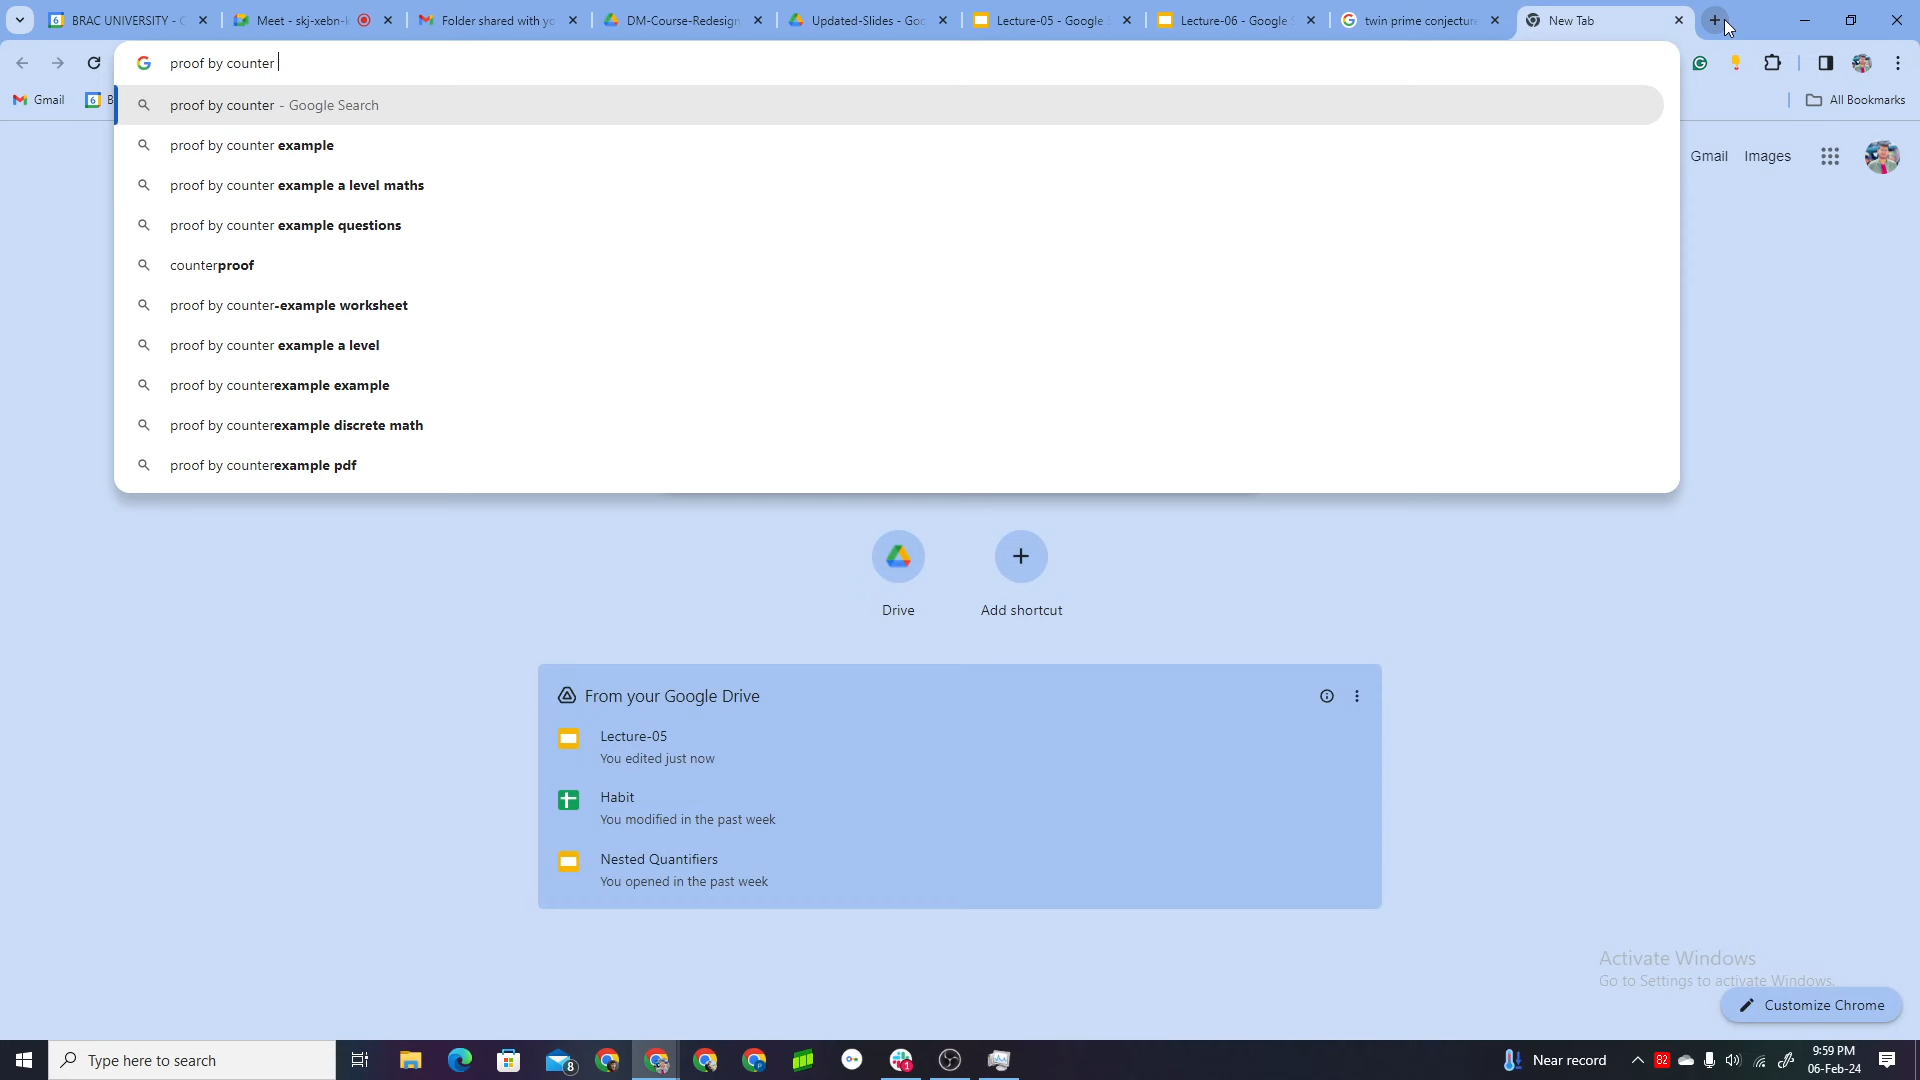 BRAC UNIVERSITY - C
Meet - skj-xebn-
Folder shared with yo
DM-Course-Redesign
Updated-Slides - Goo
Lecture-05 - Google S
Lecture-06 - Google S
twin prime conjecture
New Tab
proof by counter
Gmail
6
All Bookmarks
proof by counter - Google Search
proof by counter example
proof by counter example a level maths
proof by counter example questions
counterproof
proof by counter-example worksheet
proof by counter example a level
proof by counterexample example
proof by counterexample discrete math
proof by counterexample pdf
Gmail Images
Drive
Add shortcut
From your Google Drive
Lecture-05
You edited just now
Habit
You modified in the past week
Nested Quantifiers
You opened in the past week
Activate Windows
Go to Settings to activate Windows.
Customize Chrome
Type here to search
8
1
Near record
82
9:59 PM
06-Feb-24